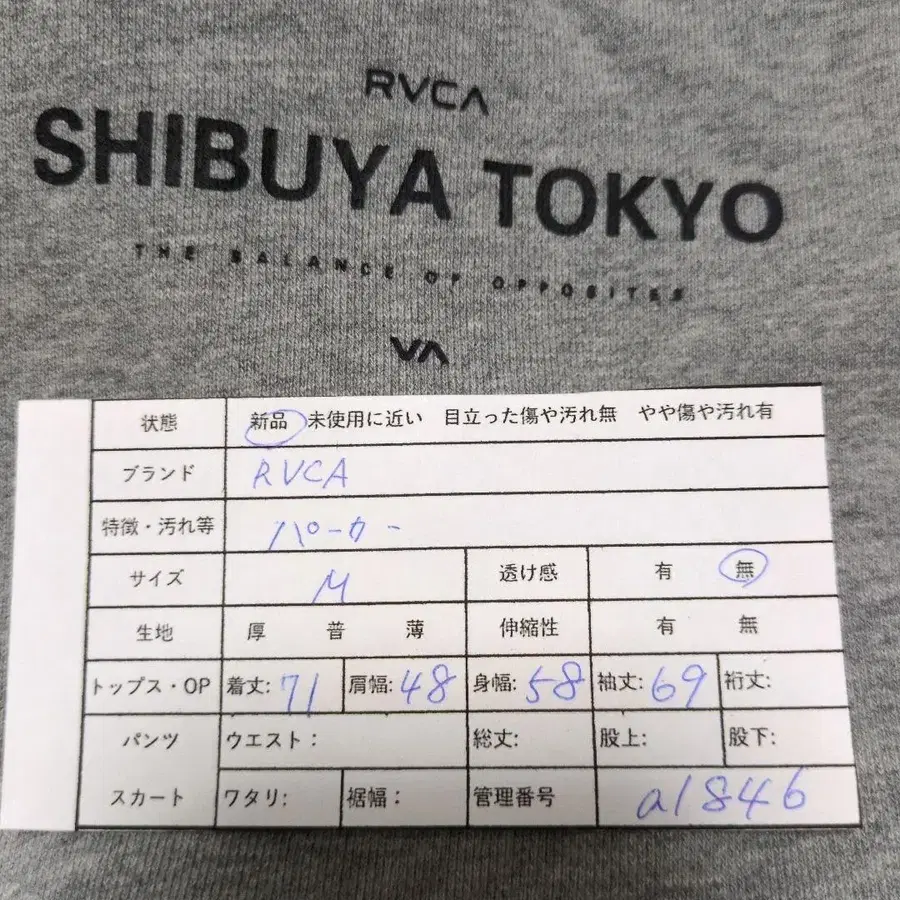 RVCA
SHIBUYA TOKYO
THE BALANCE OF OPPOSITES
VA
状態 新品 未使用に近い 目立った傷や汚れ無 やや傷や汚れ有
ブランド RVCA
特徴・汚れ等 パーカー
サイズ M 透け感 有 無
生地 厚 普 薄 伸縮性 有 無
トップス・OP 着丈: 71 肩幅: 48 身幅: 58 袖丈: 69 裄丈:
パンツ ウエスト: 総丈: 股上: 股下:
スカート ワタリ: 裾幅: 管理番号 a1846